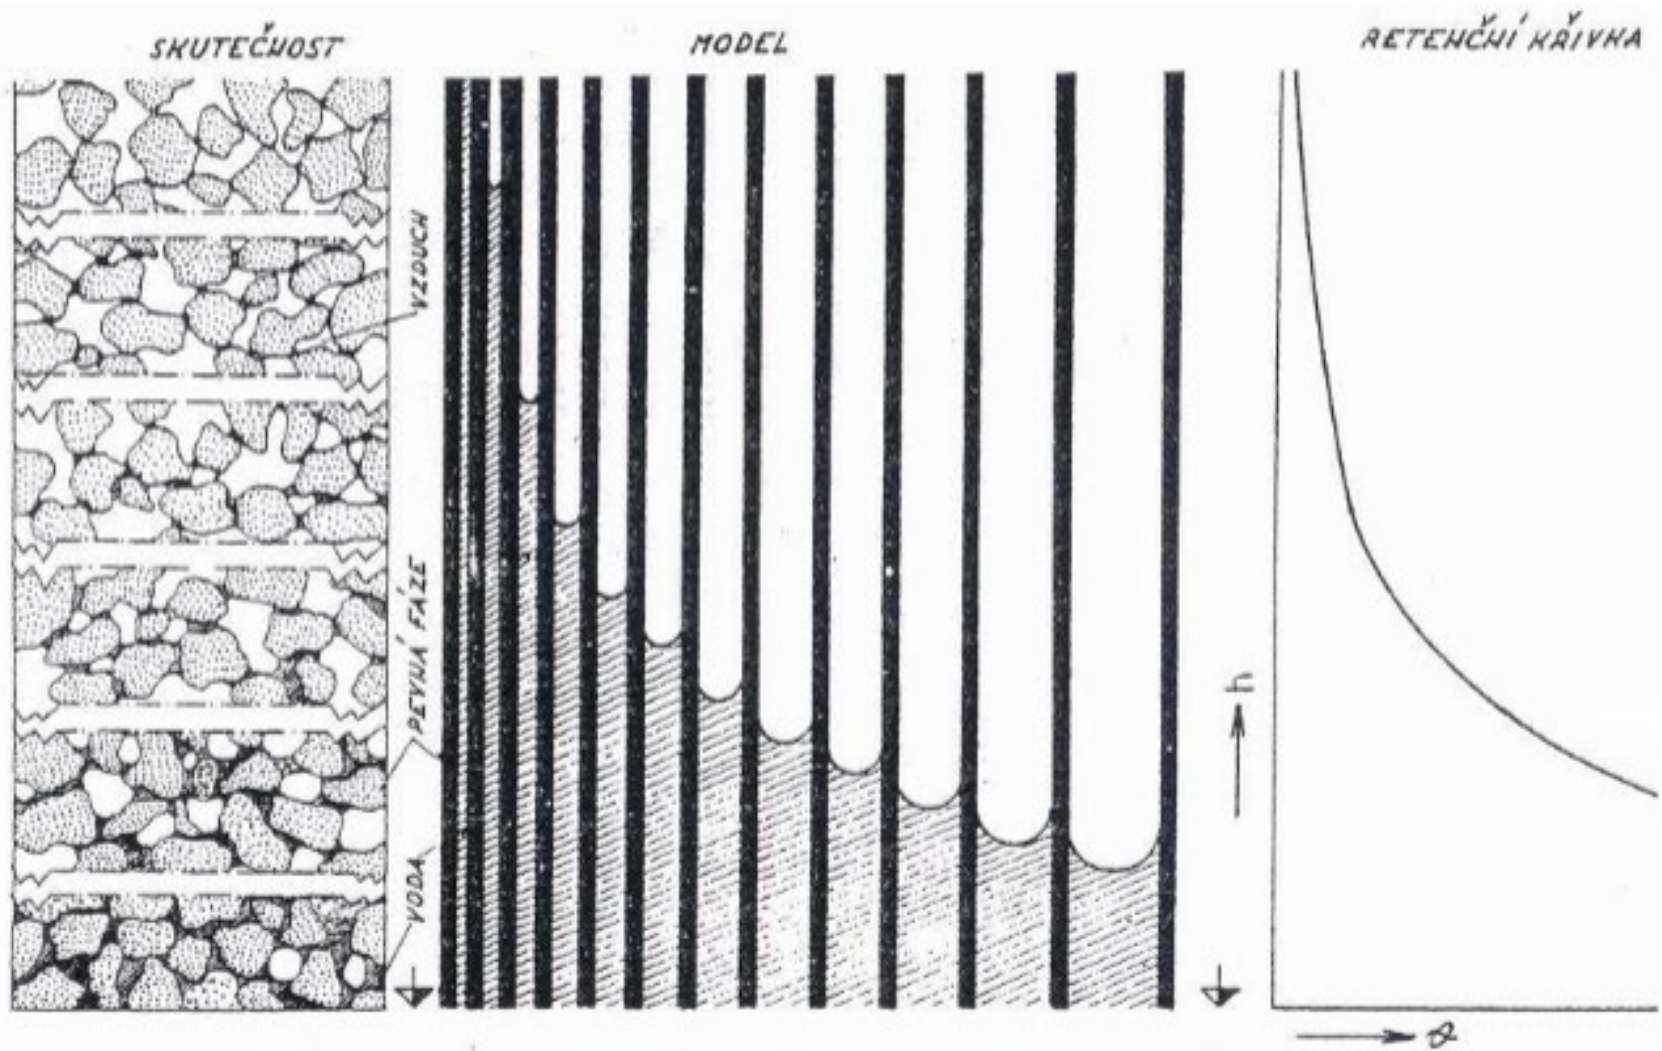 SKUTEČNOST
MODEL
RETENČNÍ KŘIVKA
VZDUCH
PEVNÁ FÁZE
VODA
h
ϑ